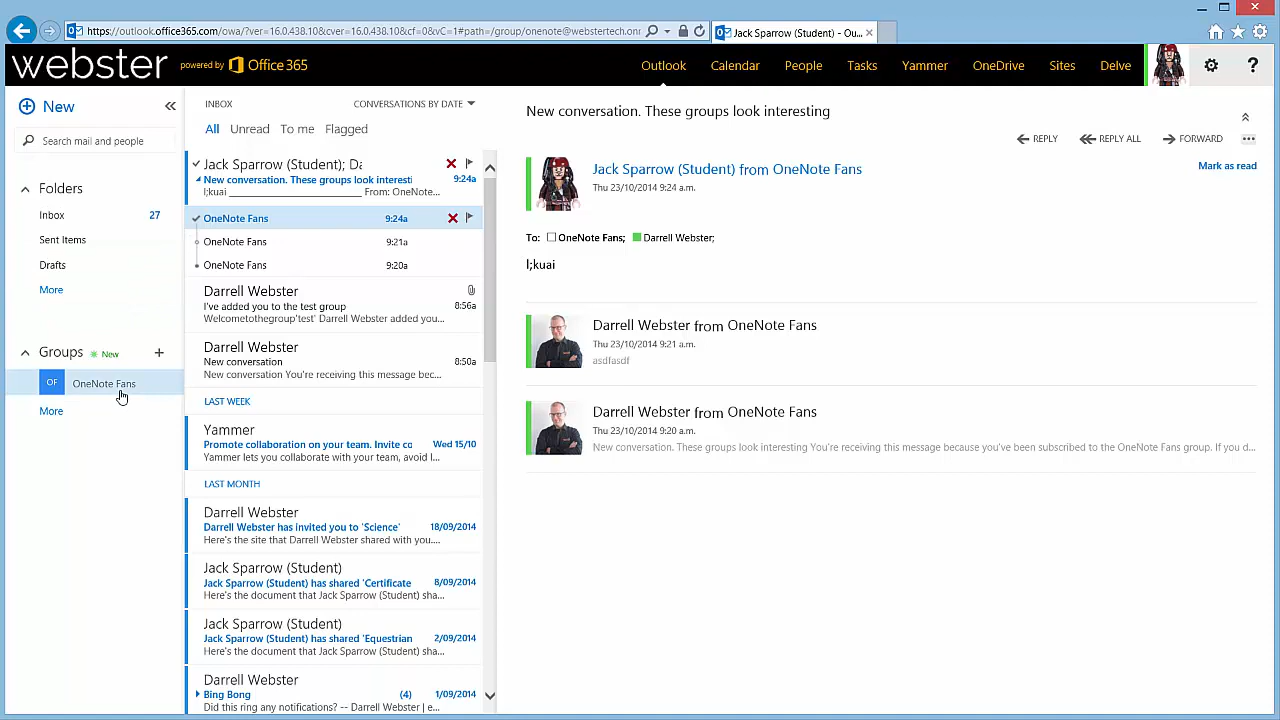 https://outlook.office365.com/owa/?ver=16.0.438.10&cver=16.0.438.10&cf=0&vC=1#path=/group/onenote@webstertech.onr
Jack Sparrow (Student) - Ou...
webster powered by Office 365
Outlook Calendar People Tasks Yammer OneDrive Sites Delve ?
New
Search mail and people
Folders
Inbox 27
Sent Items
Drafts
More
Groups New +
OF OneNote Fans
More
INBOX CONVERSATIONS BY DATE
All Unread To me Flagged
Jack Sparrow (Student); Da
New conversation. These groups look interesti 9:24a
l;kuai ________________________ From: OneNote...
OneNote Fans 9:24a
OneNote Fans 9:21a
OneNote Fans 9:20a
Darrell Webster
I've added you to the test group 8:56a
Welcometothegroup'test' Darrell Webster added you...
Darrell Webster
New conversation 8:50a
New conversation You're receiving this message bec...
LAST WEEK
Yammer
Promote collaboration on your team. Invite cc Wed 15/10
Yammer lets you collaborate with your team, avoid l...
LAST MONTH
Darrell Webster
Darrell Webster has invited you to 'Science' 18/09/2014
Here's the site that Darrell Webster shared with you....
Jack Sparrow (Student)
Jack Sparrow (Student) has shared 'Certificate 8/09/2014
Here's the document that Jack Sparrow (Student) sha...
Jack Sparrow (Student)
Jack Sparrow (Student) has shared 'Equestrian 2/09/2014
Here's the document that Jack Sparrow (Student) sha...
Darrell Webster
Bing Bong (4) 1/09/2014
Did this ring any notifications? -- Darrell Webster | e...
New conversation. These groups look interesting
REPLY REPLY ALL FORWARD ...
Jack Sparrow (Student) from OneNote Fans
Mark as read
Thu 23/10/2014 9:24 a.m.
To: OneNote Fans; Darrell Webster;
l;kuai
Darrell Webster from OneNote Fans
Thu 23/10/2014 9:21 a.m.
asdfasdf
Darrell Webster from OneNote Fans
Thu 23/10/2014 9:20 a.m.
New conversation. These groups look interesting You're receiving this message because you've been subscribed to the OneNote Fans group. If you d...